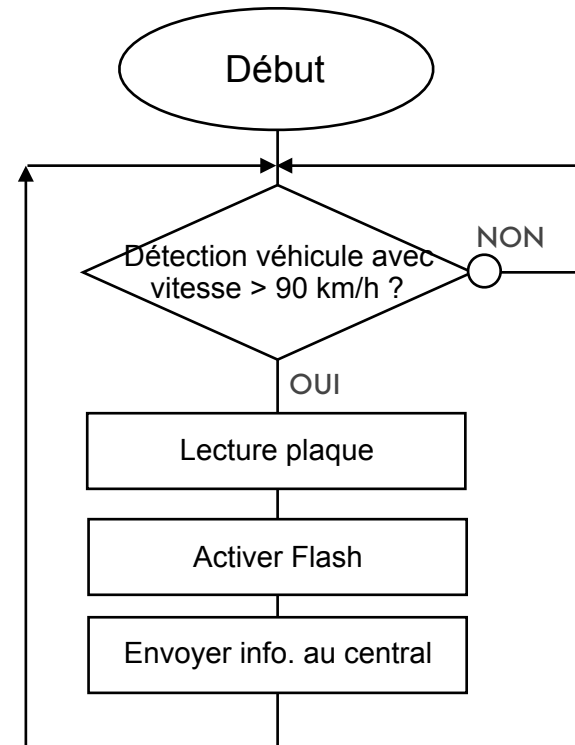 Début
Détection véhicule avec
vitesse > 90 km/h ?
NON
OUI
Lecture plaque
Activer Flash
Envoyer info. au central